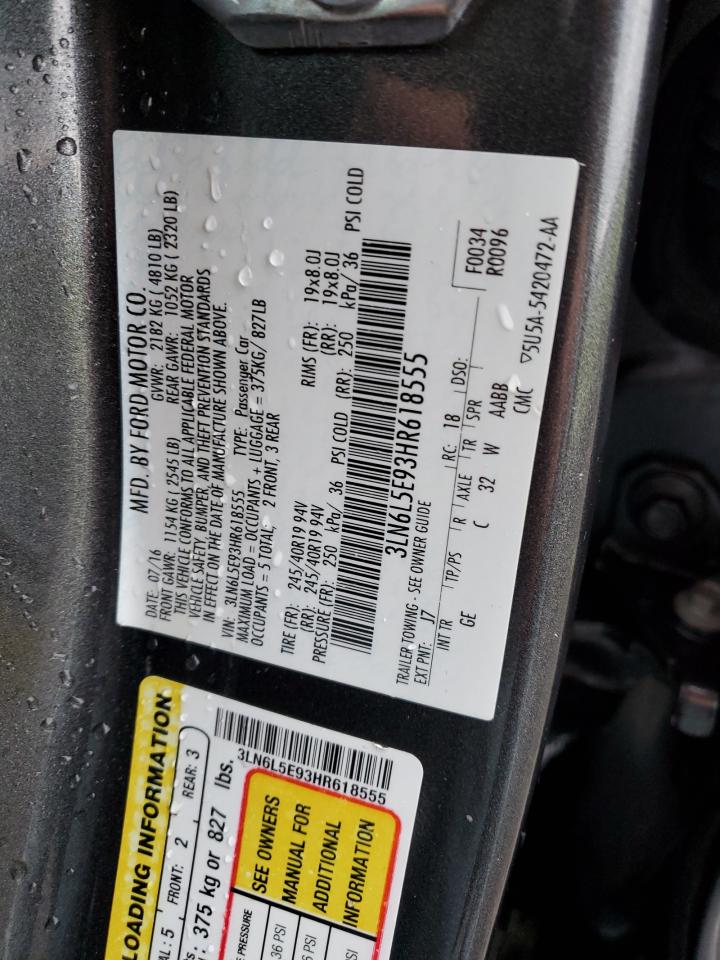 MFD. BY FORD MOTOR CO.
DATE: 07/16 GVWR: 2182 KG ( 4810 LB)
FRONT GAWR: 1154 KG ( 2545 LB) REAR GAWR: 1052 KG ( 2320 LB)
THIS VEHICLE CONFORMS TO ALL APPLICABLE FEDERAL MOTOR
VEHICLE SAFETY, BUMPER, AND THEFT PREVENTION STANDARDS
IN EFFECT ON THE DATE OF MANUFACTURE SHOWN ABOVE.
VIN: 3LN6L5E93HR618555 TYPE: Passenger Car
MAXIMUM LOAD = OCCUPANTS + LUGGAGE = 375KG/ 827LB
OCCUPANTS = 5 TOTAL 2 FRONT, 3 REAR
TIRE (FR): 245/40R19 94V RIMS (FR): 19x8.0J
(RR): 245/40R19 94V (RR): 19x8.0J
PRESSURE (FR): 250 kPa/ 36 PSI COLD (RR): 250 kPa/ 36 PSI COLD
3LN6L5E93HR618555
TRAILER TOWING - SEE OWNER GUIDE
EXT PNT: J7 RC: 18 DSO: F0034
R0096
INT TR TP/PS R AXLE TR SPR
GE C 32 W AABB
CMC ▽5U5A-5420472-AA
LOADING INFORMATION
AL: 5 FRONT: 2 REAR: 3
: 375 kg or 827 lbs.
3LN6L5E93HR618555
PRESSURE
36 PSI
PSI
SI
SEE OWNERS
MANUAL FOR
ADDITIONAL
INFORMATION